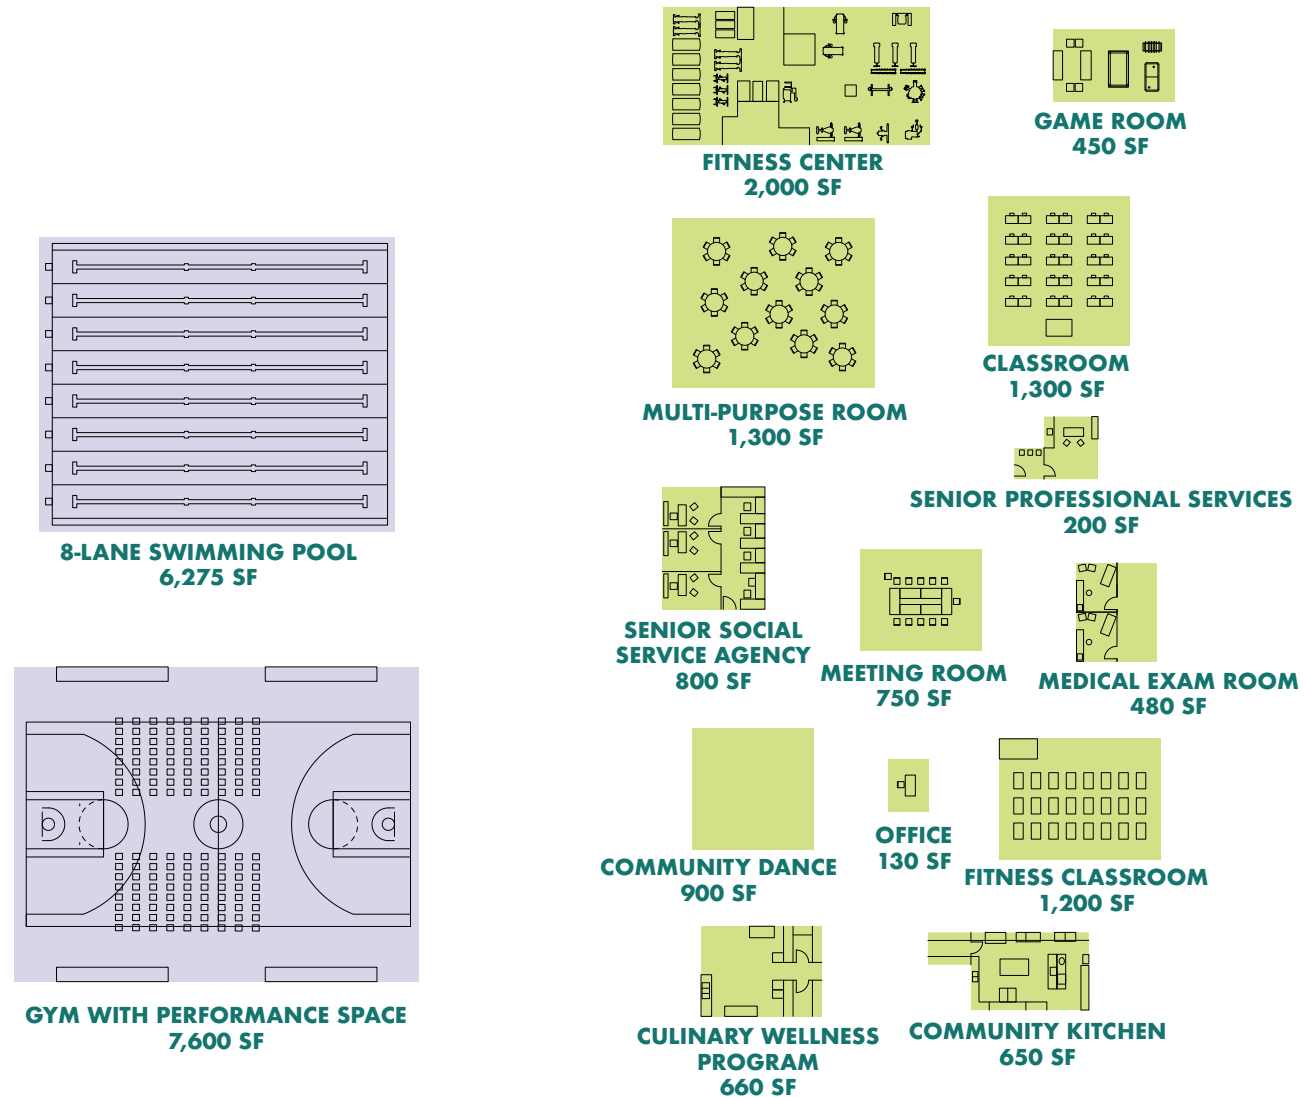 FITNESS CENTER
2,000 SF
GAME ROOM
450 SF
MULTI-PURPOSE ROOM
1,300 SF
CLASSROOM
1,300 SF
SENIOR PROFESSIONAL SERVICES
200 SF
8-LANE SWIMMING POOL
6,275 SF
SENIOR SOCIAL
SERVICE AGENCY
800 SF
MEETING ROOM
750 SF
MEDICAL EXAM ROOM
480 SF
COMMUNITY DANCE
900 SF
OFFICE
130 SF
FITNESS CLASSROOM
1,200 SF
GYM WITH PERFORMANCE SPACE
7,600 SF
CULINARY WELLNESS
PROGRAM
660 SF
COMMUNITY KITCHEN
650 SF